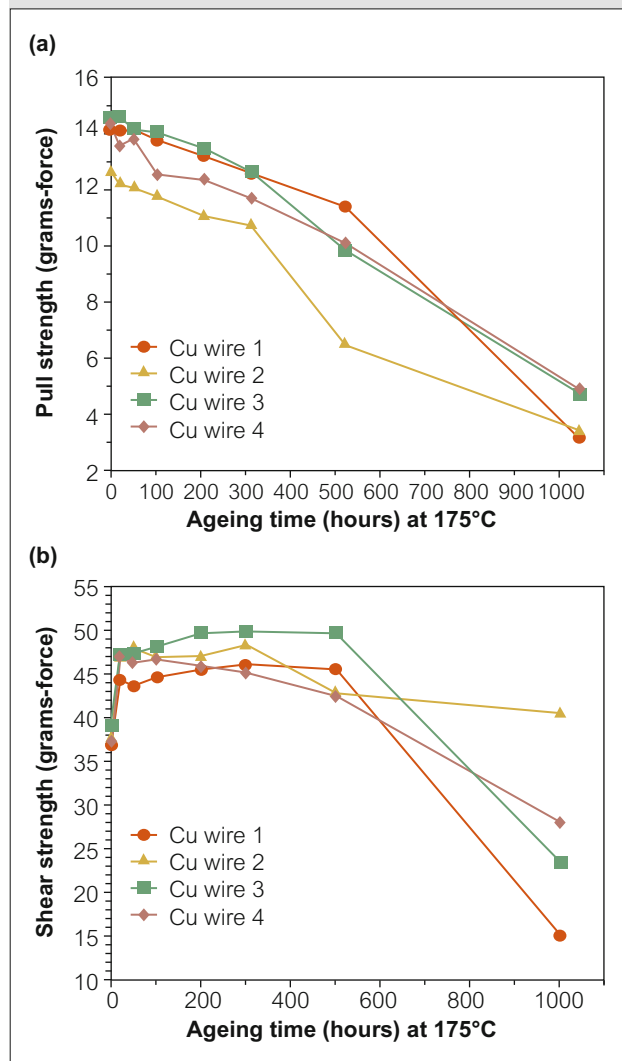 (a)
16
14
12
10
8
6
4
2
Pull strength (grams-force)
Cu wire 1
Cu wire 2
Cu wire 3
Cu wire 4
0 100 200 300 400 500 600 700 800 900 1000
Ageing time (hours) at 175°C
(b)
55
50
45
40
35
30
25
20
15
10
Shear strength (grams-force)
Cu wire 1
Cu wire 2
Cu wire 3
Cu wire 4
0 200 400 600 800 1000
Ageing time (hours) at 175°C